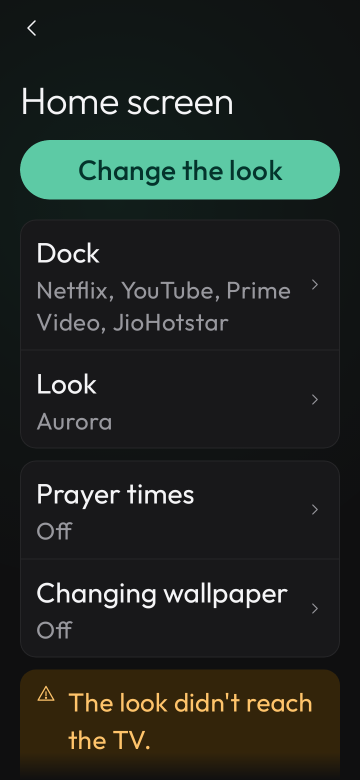 Home screen
Change the look
Dock
Netflix, YouTube, Prime
Video, JioHotstar
Look
Aurora
Prayer times
Off
Changing wallpaper
Off
The look didn't reach
the TV.